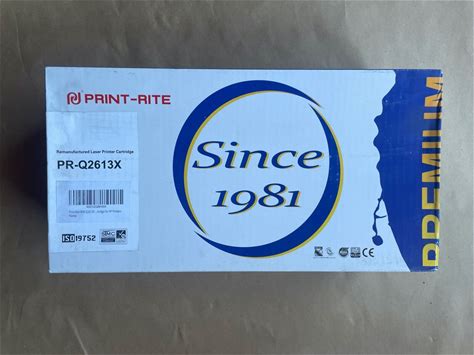 PRINT-RITE
Remanufactured Laser Printer Cartridge
PR-Q2613X
ISO 19752
Since
1981
PREMIUM